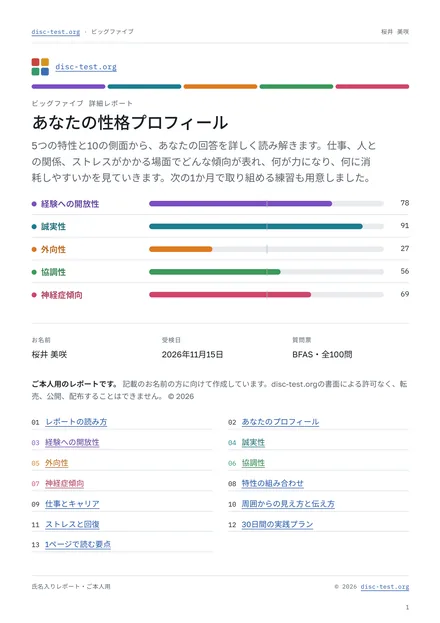 disc-test.org · ビッグファイブ
桜井 美咲
disc-test.org
ビッグファイブ 詳細レポート
あなたの性格プロフィール
5つの特性と10の側面から、あなたの回答を詳しく読み解きます。仕事、人と
の関係、ストレスがかかる場面でどんな傾向が表れ、何が力になり、何に消
耗しやすいかを見ていきます。次の1か月で取り組める練習も用意しました。
経験への開放性 78
誠実性 91
外向性 27
協調性 56
神経症傾向 69
お名前 受検日 質問票
桜井 美咲 2026年11月15日 BFAS・全100問
ご本人用のレポートです。 記載のお名前の方に向けて作成しています。disc-test.orgの書面による許可なく、転
売、公開、配布することはできません。 © 2026
01 レポートの読み方
02 あなたのプロフィール
03 経験への開放性
04 誠実性
05 外向性
06 協調性
07 神経症傾向
08 特性の組み合わせ
09 仕事とキャリア
10 周囲からの見え方と伝え方
11 ストレスと回復
12 30日間の実践プラン
13 1ページで読む要点
氏名入りレポート・ご本人用
© 2026 disc-test.org
1